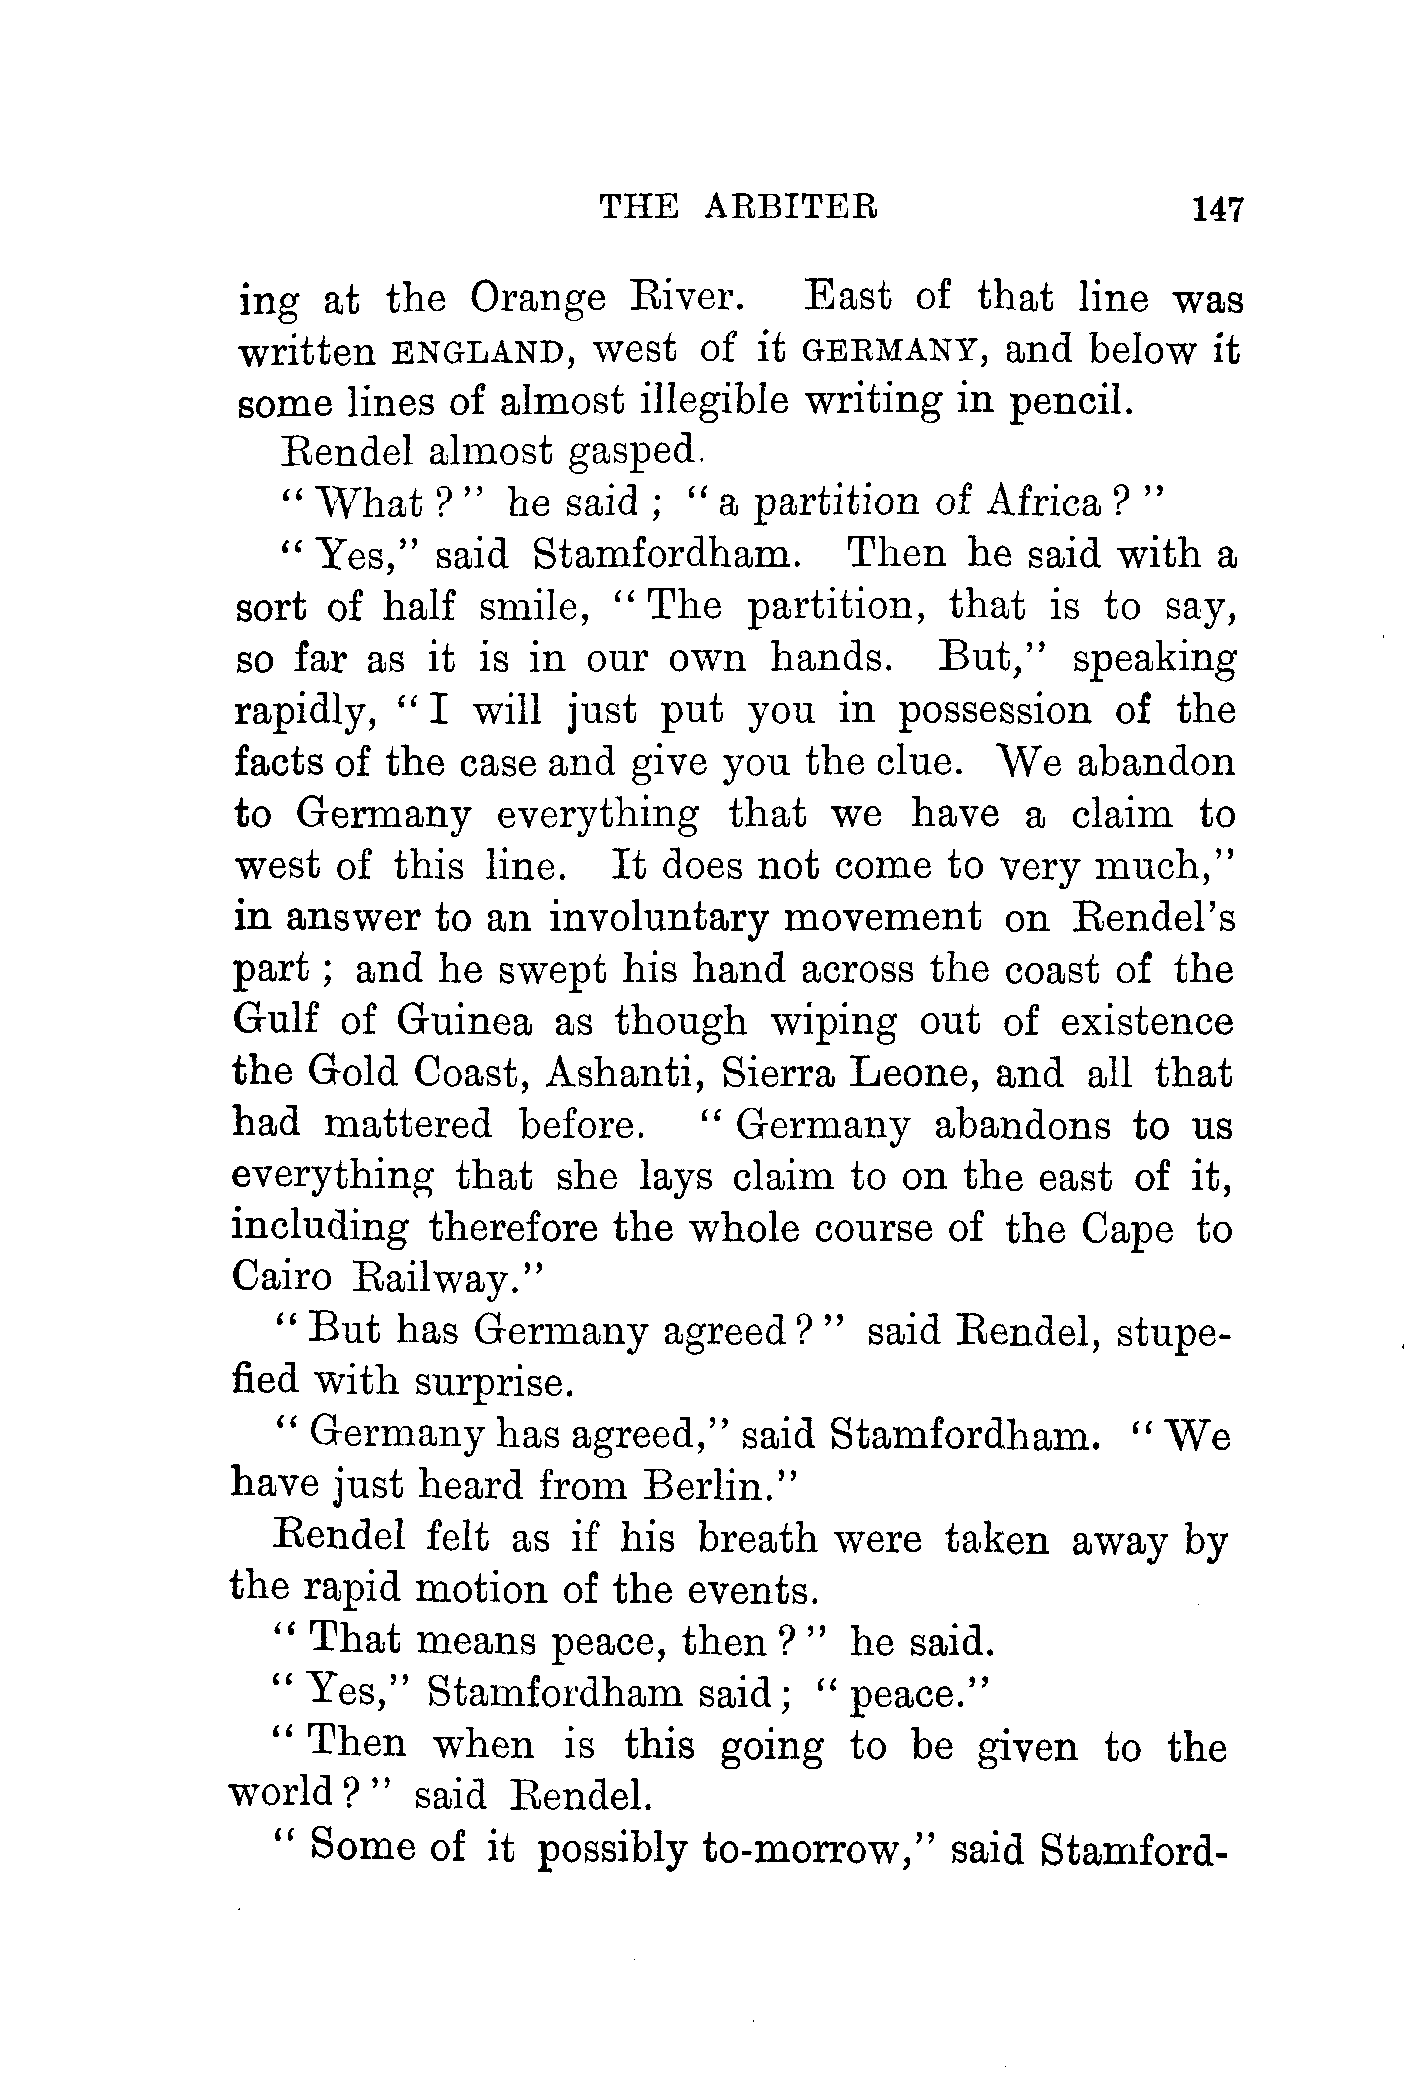 THE ARBITER 147
ing at the Orange River. East of that line was
written ENGLAND, west of it GERMANY, and below it
some lines of almost illegible writing in pencil.
Rendel almost gasped.
“ What ? ” he said ; “ a partition of Africa ? ”
“ Yes,” said Stamfordham. Then he said with a
sort of half smile, “ The partition, that is to say,
so far as it is in our own hands. But,” speaking
rapidly, “ I will just put you in possession of the
facts of the case and give you the clue. We abandon
to Germany everything that we have a claim to
west of this line. It does not come to very much,”
in answer to an involuntary movement on Rendel’s
part ; and he swept his hand across the coast of the
Gulf of Guinea as though wiping out of existence
the Gold Coast, Ashanti, Sierra Leone, and all that
had mattered before. “ Germany abandons to us
everything that she lays claim to on the east of it,
including therefore the whole course of the Cape to
Cairo Railway.”
“ But has Germany agreed ? ” said Rendel, stupe-
fied with surprise.
“ Germany has agreed,” said Stamfordham. “ We
have just heard from Berlin.”
Rendel felt as if his breath were taken away by
the rapid motion of the events.
“ That means peace, then ? ” he said.
“ Yes,” Stamfordham said ; “ peace.”
“ Then when is this going to be given to the
world ? ” said Rendel.
“ Some of it possibly to-morrow,” said Stamford-